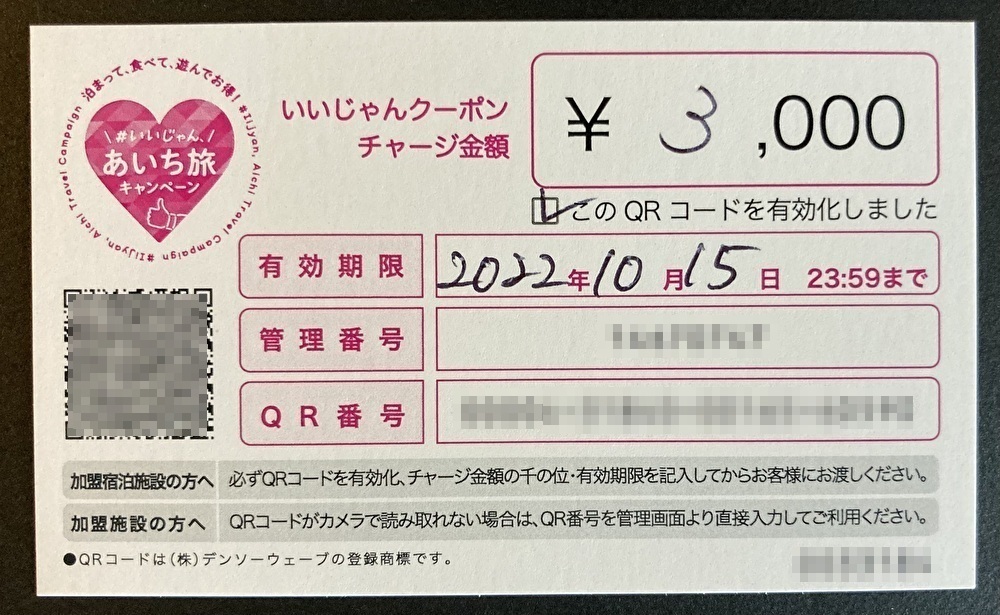 泊まって、食べて、遊んでお得！ #Iijyan, Aichi Travel Campaign #Iijyan, Aichi Travel Campaign
\ #いいじゃん、/
あいち旅
キャンペーン
いいじゃんクーポン
チャージ金額
¥ 3,000
このQRコードを有効化しました
有効期限 2022年10月15日 23:59まで
管理番号
QR番号
加盟宿泊施設の方へ 必ずQRコードを有効化、チャージ金額の千の位・有効期限を記入してからお客様にお渡しください。
加盟施設の方へ QRコードがカメラで読み取れない場合は、QR番号を管理画面より直接入力してご利用ください。
●QRコードは(株)デンソーウェーブの登録商標です。